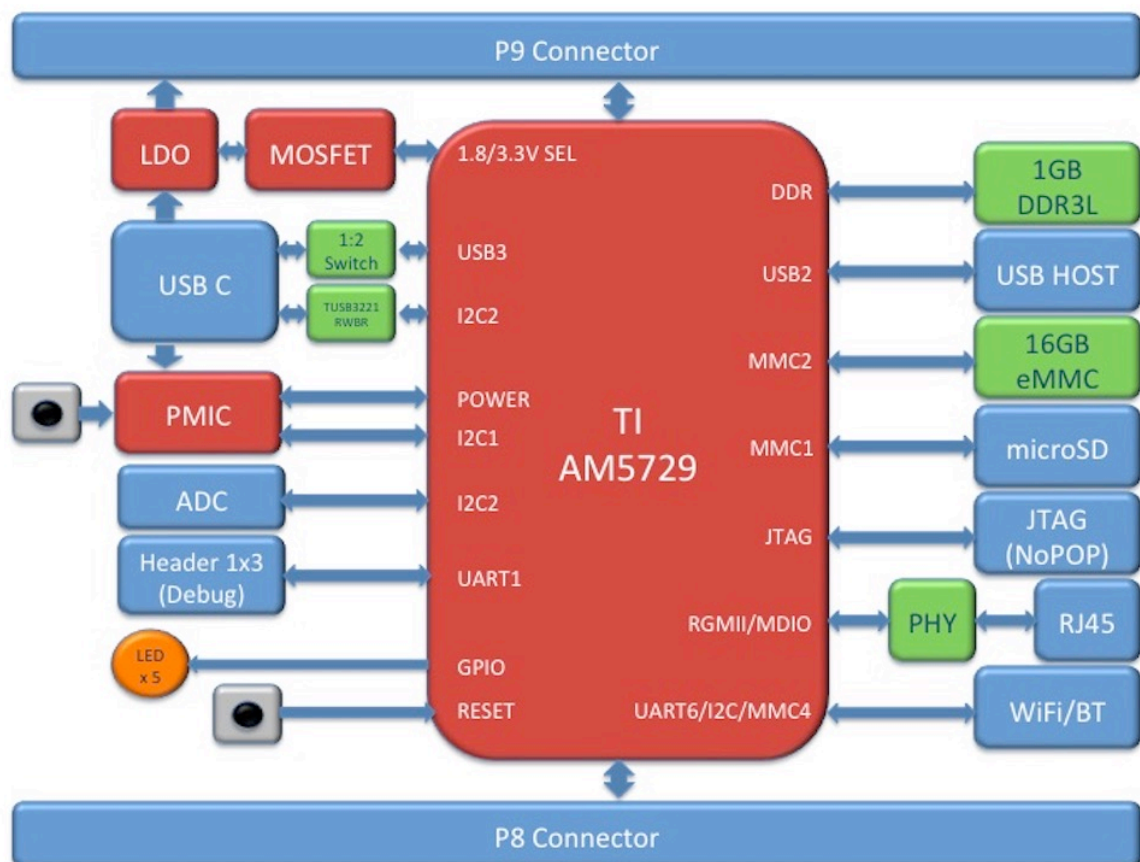 P9 Connector
LDO
MOSFET
1.8/3.3V SEL
DDR
1GB
DDR3L
USB C
1:2
Switch
USB3
USB2
USB HOST
TUSB3221
RWBR
I2C2
MMC2
16GB
eMMC
PMIC
POWER
I2C1
TI
AM5729
MMC1
microSD
ADC
I2C2
JTAG
JTAG
(NoPOP)
Header 1x3
(Debug)
UART1
RGMII/MDIO
PHY
RJ45
LED
x 5
GPIO
RESET
UART6/I2C/MMC4
WiFi/BT
P8 Connector